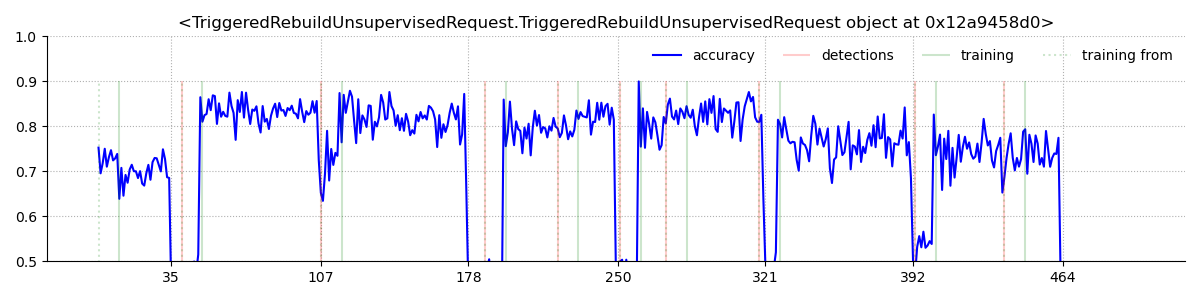 <TriggeredRebuildUnsupervisedRequest.TriggeredRebuildUnsupervisedRequest object at 0x12a9458d0>
accuracy detections training training from
1.0
0.9
0.8
0.7
0.6
0.5
35 107 178 250 321 392 464